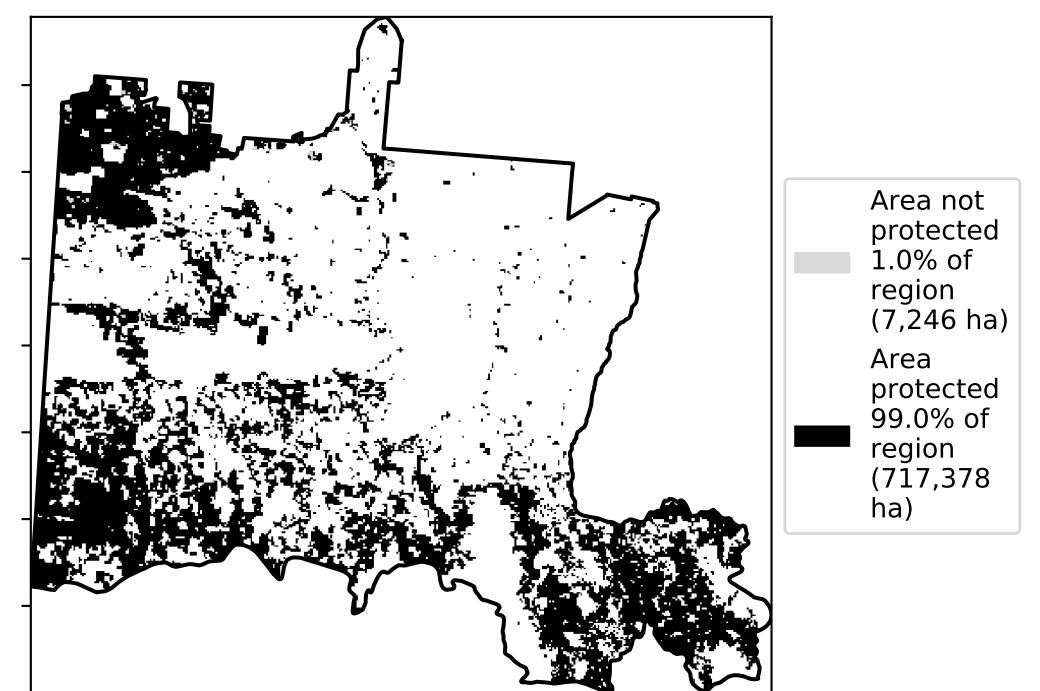 Area not
protected
1.0% of
region
(7,246 ha)
Area
protected
99.0% of
region
(717,378
ha)